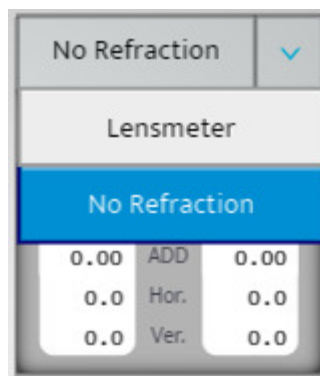 No Refraction
Lensmeter
No Refraction
0.00 ADD 0.00
0.0 Hor. 0.0
0.0 Ver. 0.0